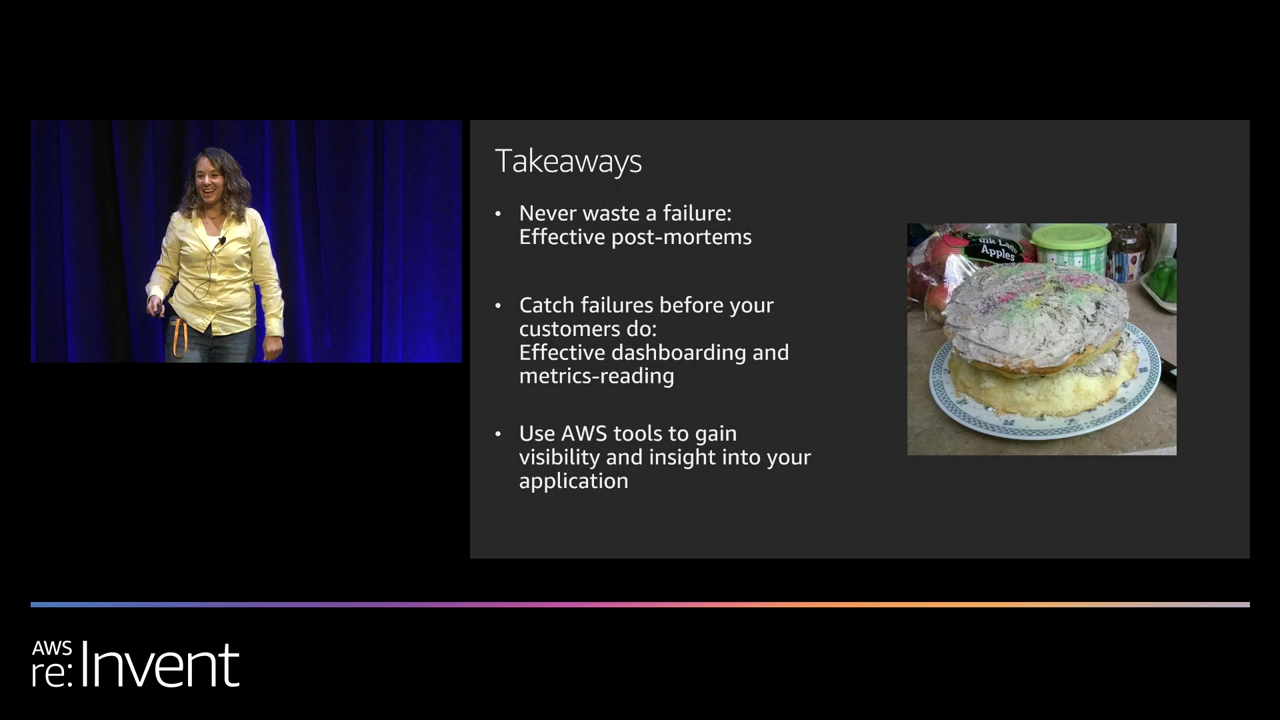 Takeaways
• Never waste a failure:
Effective post-mortems
• Catch failures before your
customers do:
Effective dashboarding and
metrics-reading
• Use AWS tools to gain
visibility and insight into your
application
Apples
AWS
re:Invent